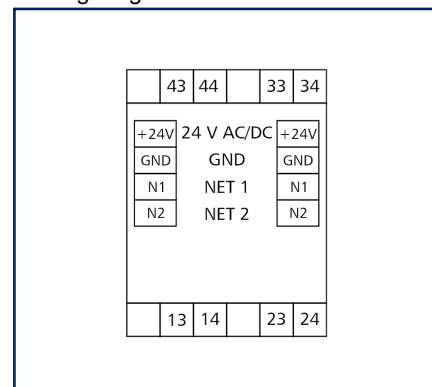 43 44 33 34
+24V 24 V AC/DC +24V
GND GND GND
N1 NET 1 N1
N2 NET 2 N2
13 14 23 24